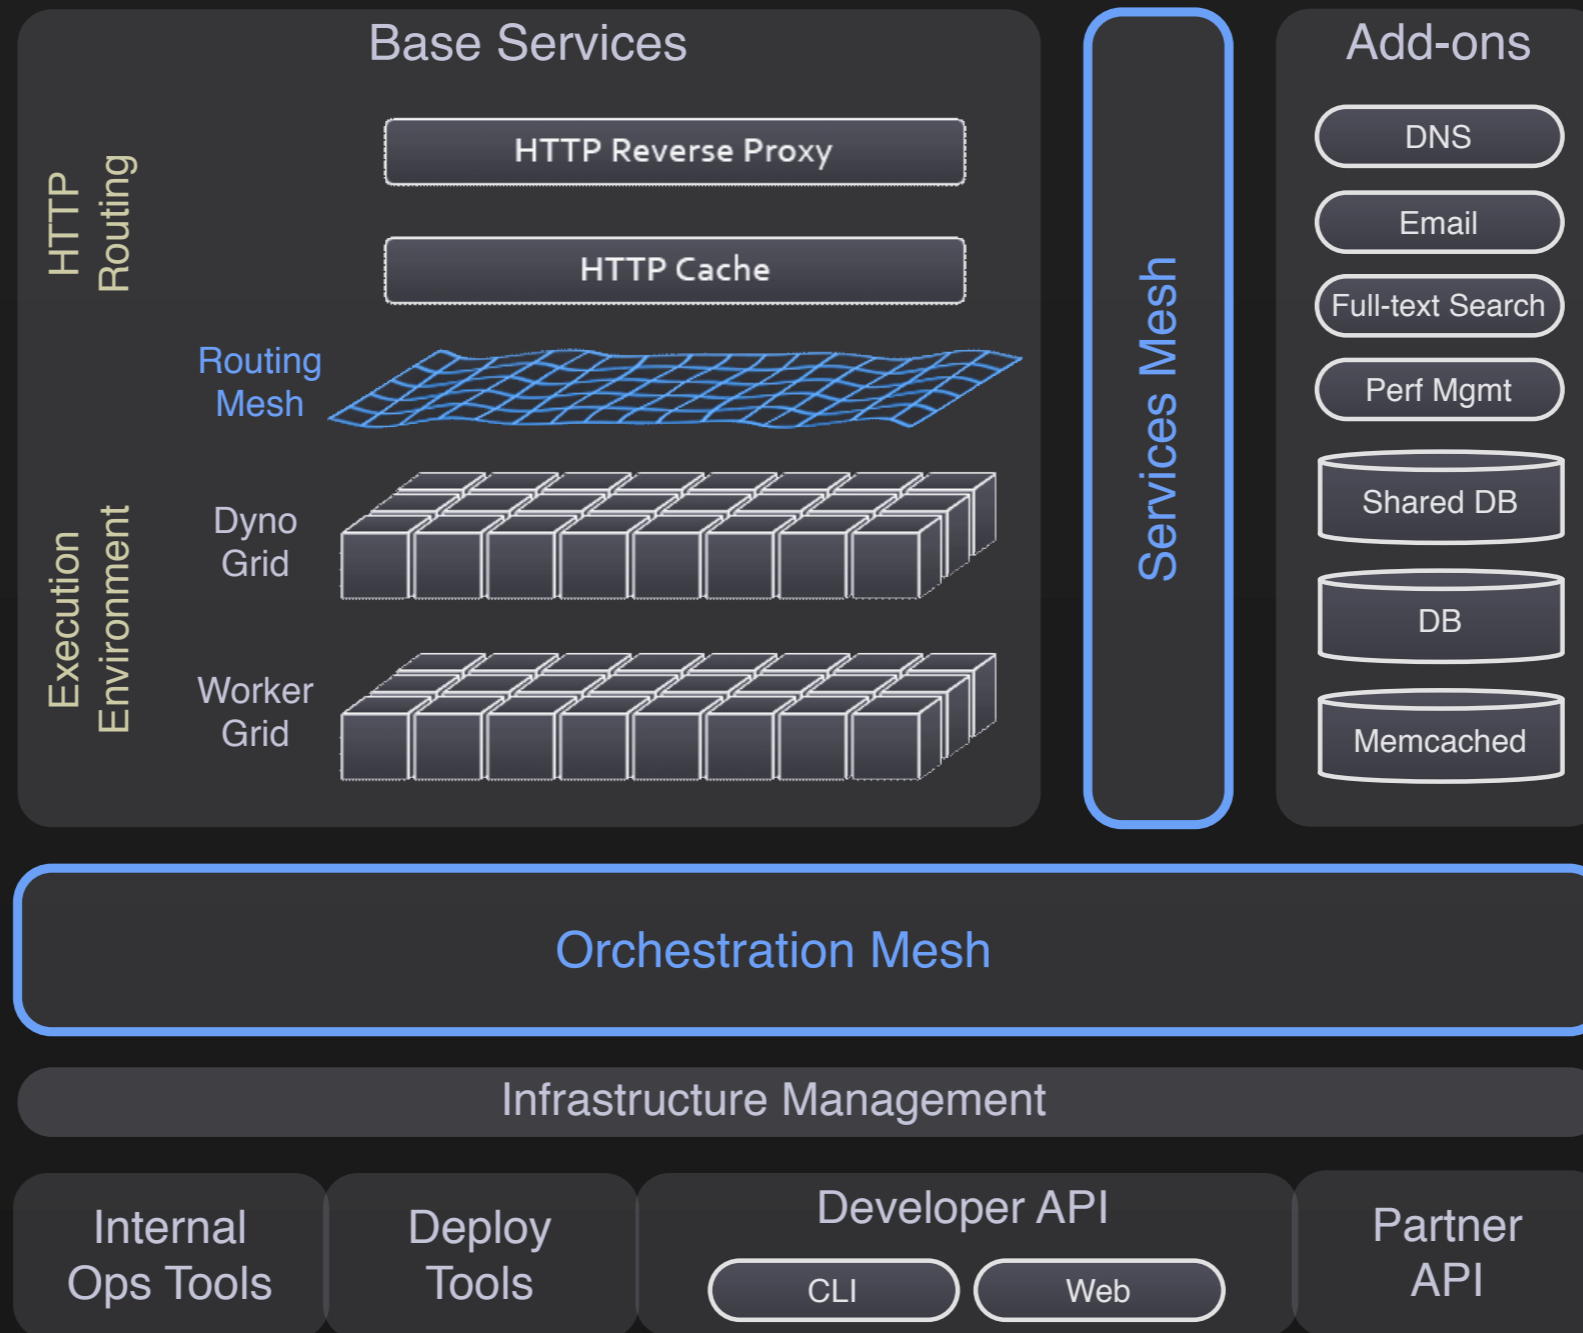 Base Services
HTTP
Routing
HTTP Reverse Proxy
HTTP Cache
Routing
Mesh
Execution
Environment
Dyno
Grid
Worker
Grid
Services Mesh
Add-ons
DNS
Email
Full-text Search
Perf Mgmt
Shared DB
DB
Memcached
Orchestration Mesh
Infrastructure Management
Internal
Ops Tools
Deploy
Tools
Developer API
CLI
Web
Partner
API